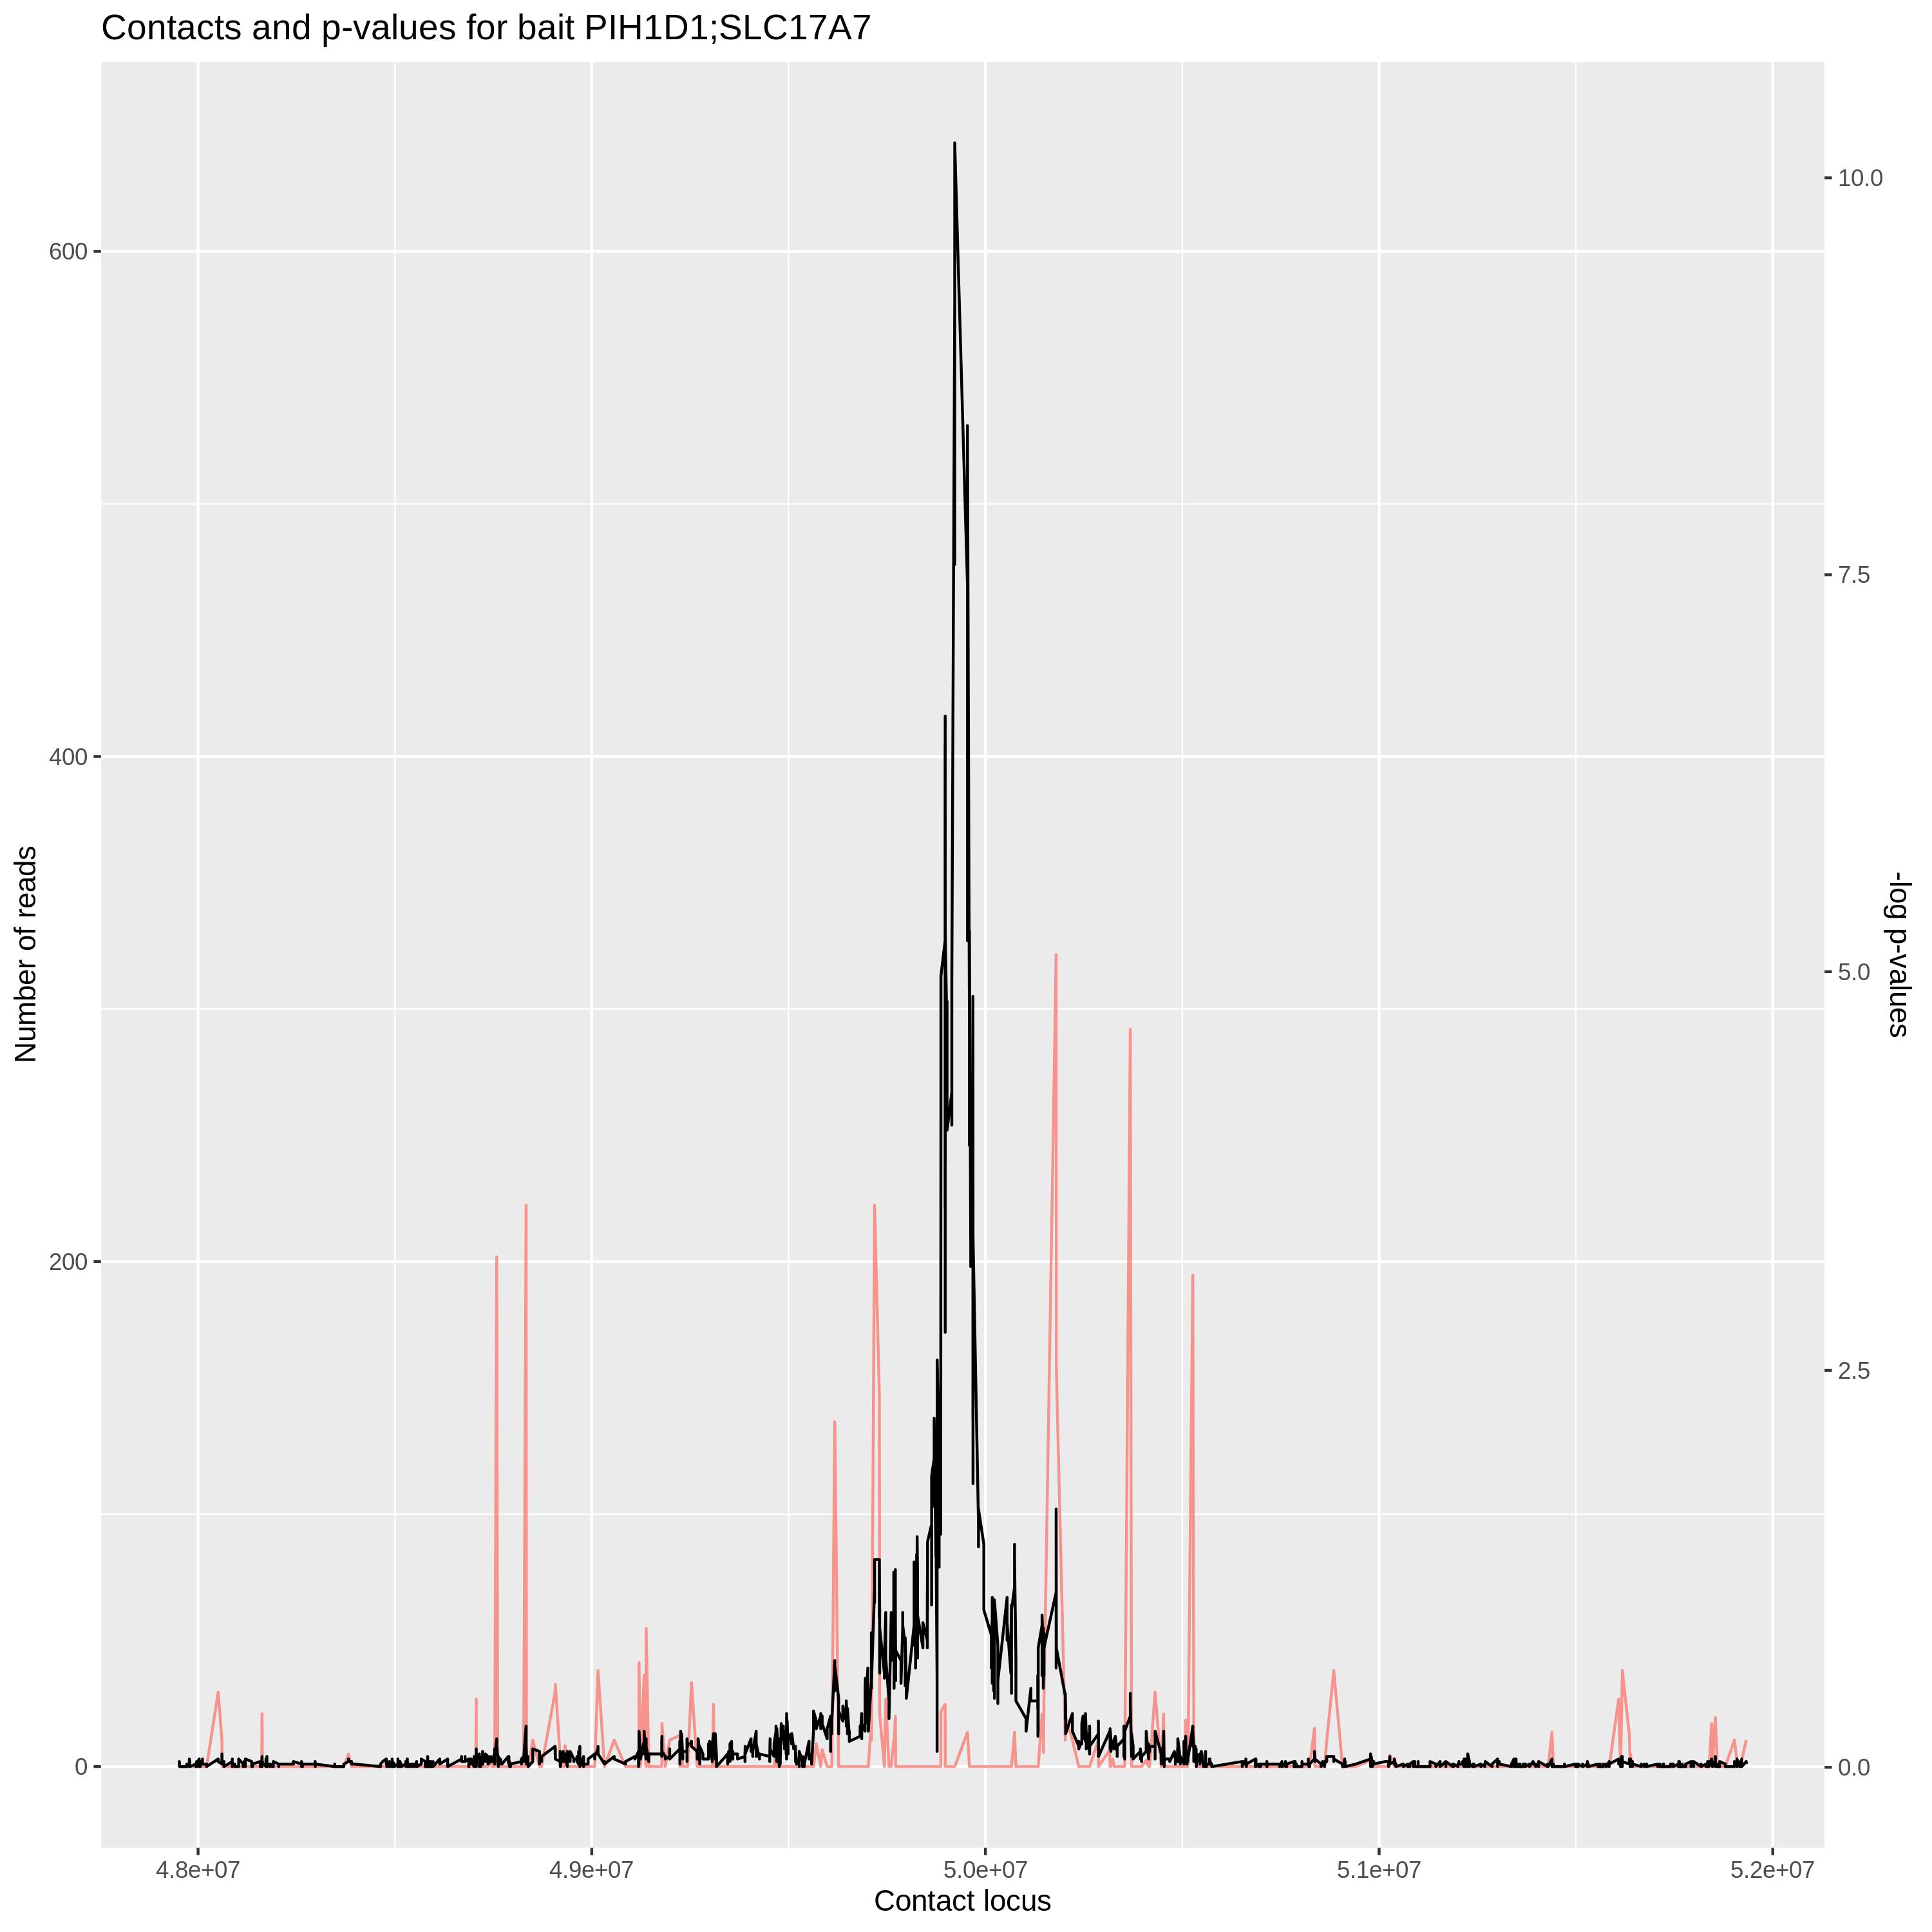 Contacts and p-values for bait PIH1D1;SLC17A7
600
400
200
0
10.0
7.5
5.0
2.5
0.0
Number of reads
-log p-values
4.8e+07
4.9e+07
5.0e+07
5.1e+07
5.2e+07
Contact locus